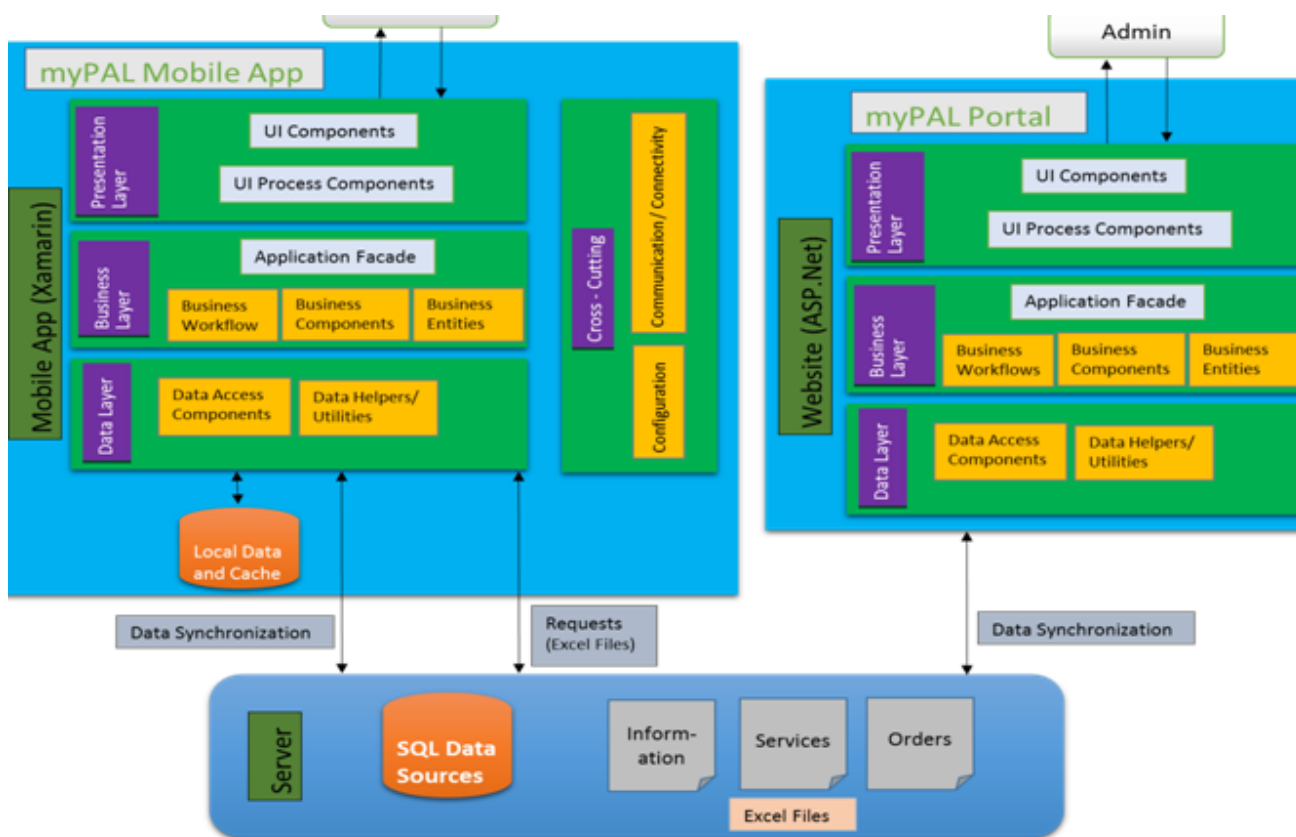 Admin
myPAL Mobile App
myPAL Portal
Mobile App (Xamarin)
Presentation
Layer
UI Components
UI Process Components
Business
Layer
Application Facade
Business
Workflow
Business
Components
Business
Entities
Data Layer
Data Access
Components
Data Helpers/
Utilities
Cross - Cutting
Communication/ Connectivity
Configuration
Local Data
and Cache
Website (ASP.Net)
Presentation
Layer
UI Components
UI Process Components
Business
Layer
Application Facade
Business
Workflows
Business
Components
Business
Entities
Data Layer
Data Access
Components
Data Helpers/
Utilities
Data Synchronization
Requests
(Excel Files)
Data Synchronization
Server
SQL Data
Sources
Inform-
ation
Services
Orders
Excel Files